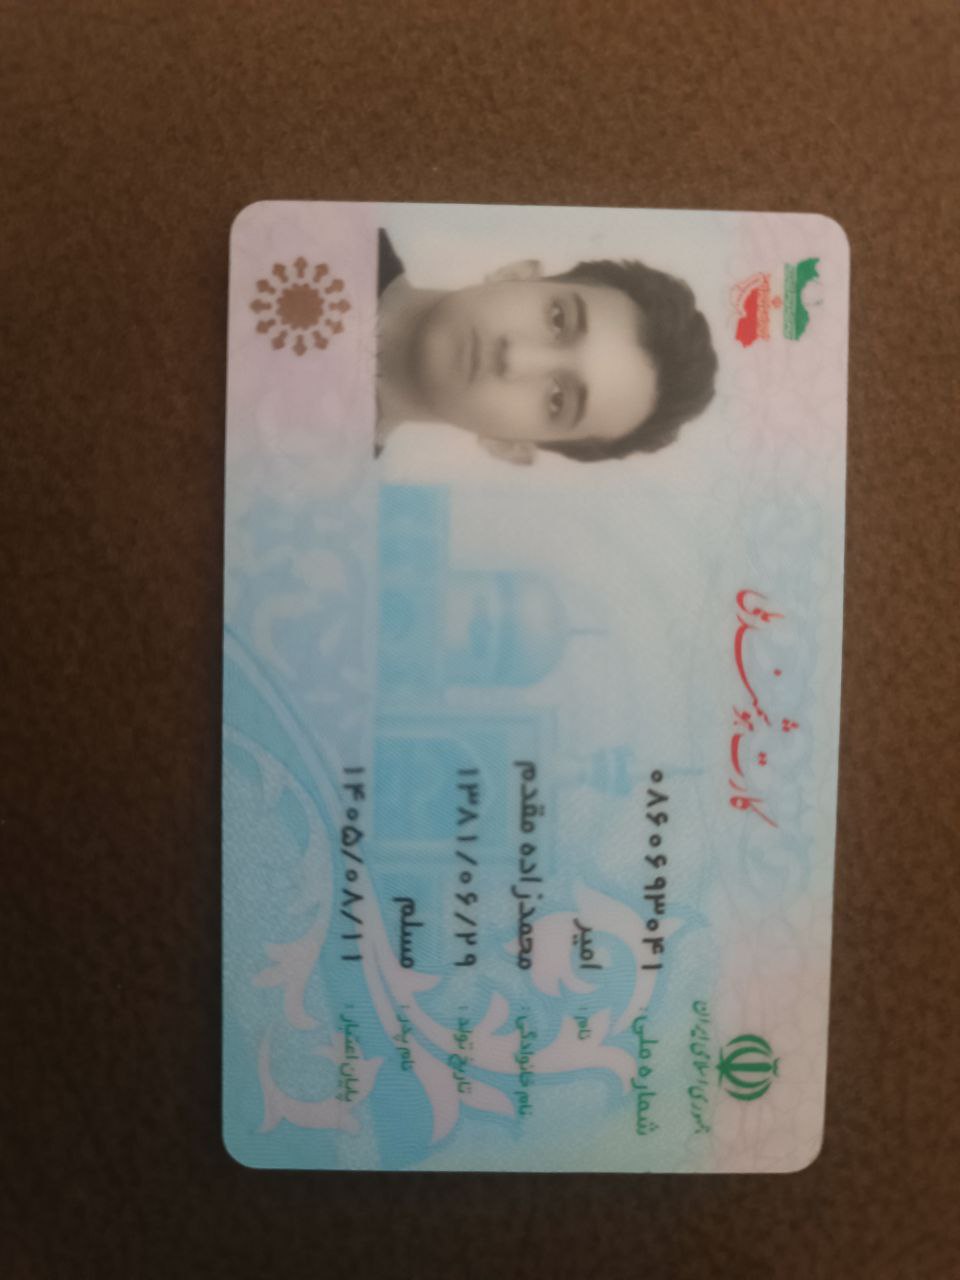 جمهوری اسلامی ایران
کارت هوشمند ملی
شماره ملی : ۰۸۶۰۶۹۳۰۴۱
نام : امیر
نام خانوادگی : محمدزاده مقدم
تاریخ تولد : ۱۳۸۱/۰۶/۲۹
نام پدر : مسلم
پایان اعتبار : ۱۴۰۵/۰۸/۱۱